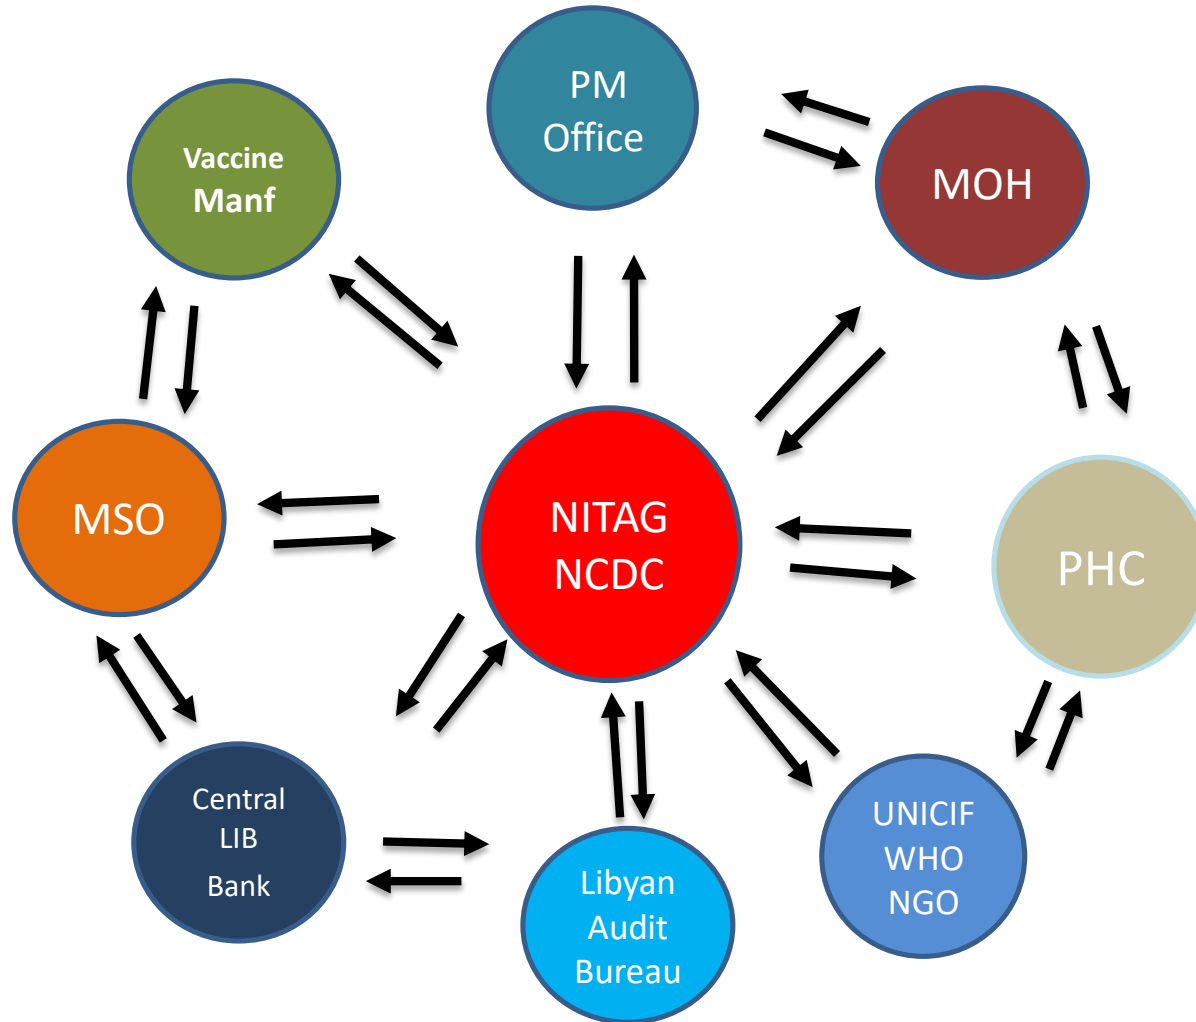 PM
Office
Vaccine
Manf
MOH
MSO
NITAG
NCDC
PHC
Central
LIB
Bank
Libyan
Audit
Bureau
UNICIF
WHO
NGO